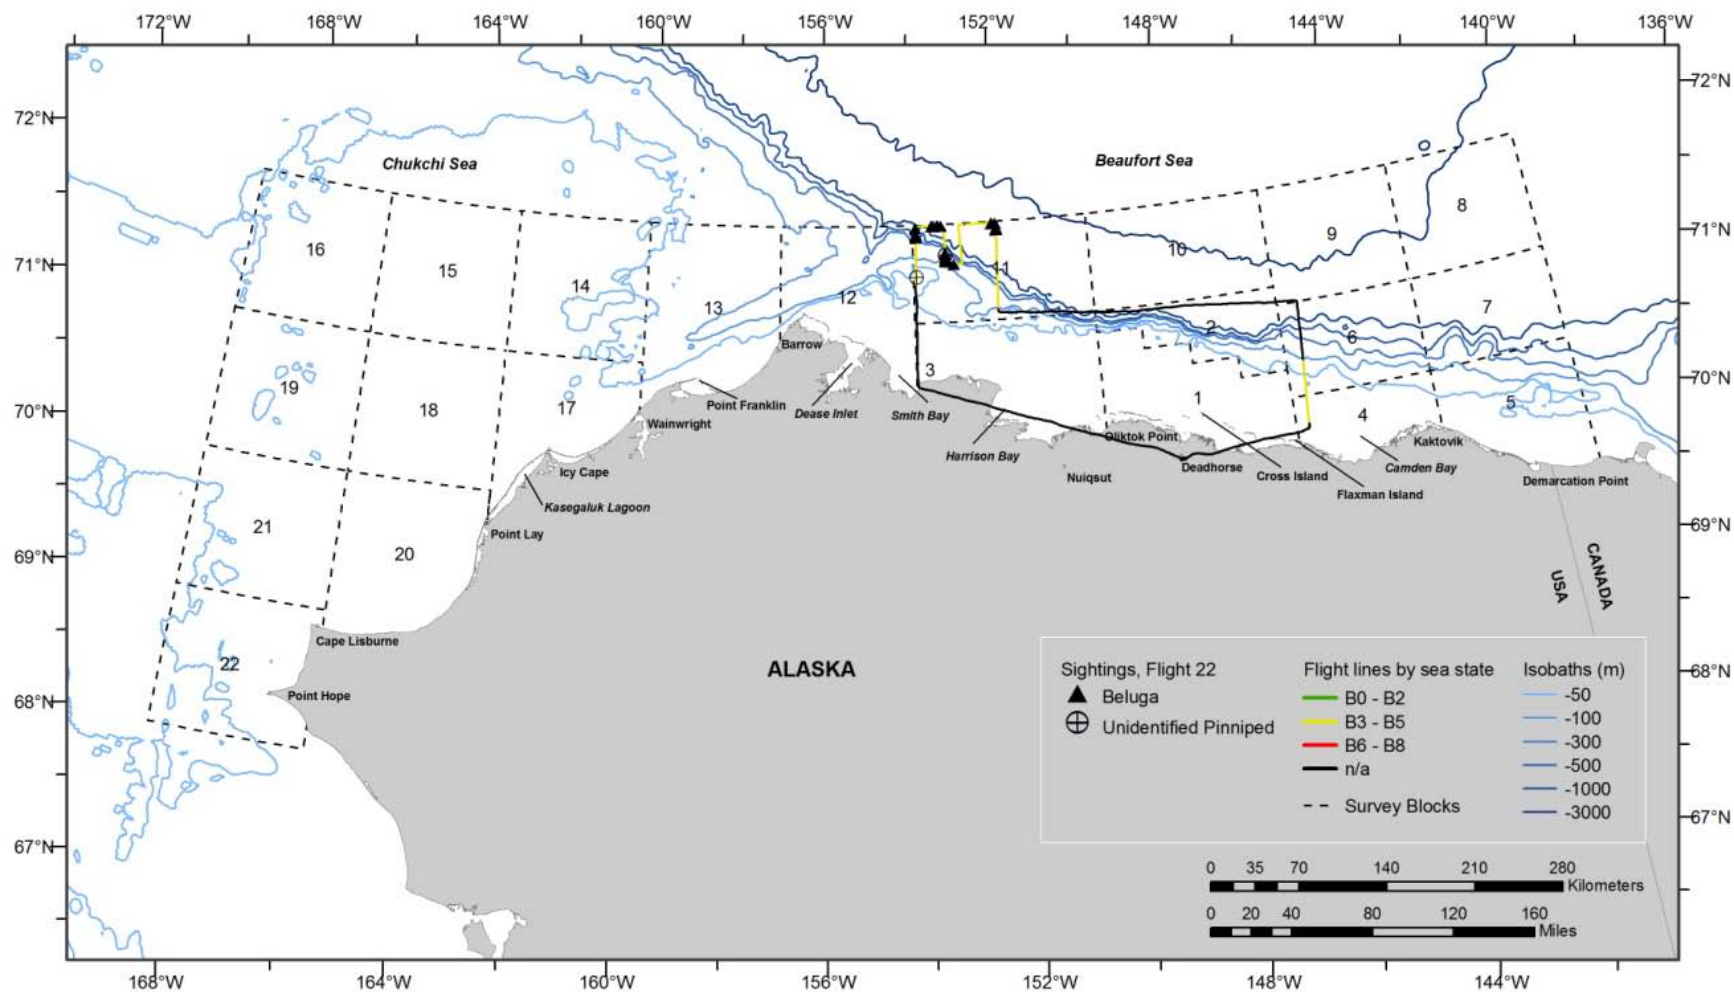 172°W 168°W 164°W 160°W 156°W 152°W 148°W 144°W 140°W 136°W
72°N 72°N
Chukchi Sea Beaufort Sea
8
9
71°N 71°N
16 15 14 13 12 11 10
7
6
2
Barrow
3
70°N 70°N
19 18 17 1 4 5
Point Franklin
Dease Inlet
Smith Bay
Wainwright
Oliktok Point
Kaktovik
Harrison Bay
Deadhorse
Camden Bay
Icy Cape
Nuiqsut
Cross Island
Demarcation Point
Kasegaluk Lagoon
Flaxman Island
21 20
Point Lay
69°N 69°N
USA
CANADA
Cape Lisburne
22
Point Hope
ALASKA
68°N 68°N
Sightings, Flight 22
Beluga
Unidentified Pinniped
Flight lines by sea state
B0 - B2
B3 - B5
B6 - B8
n/a
Survey Blocks
Isobaths (m)
-50
-100
-300
-500
-1000
-3000
67°N 67°N
0 35 70 140 210 280
Kilometers
0 20 40 80 120 160
Miles
168°W 164°W 160°W 156°W 152°W 148°W 144°W